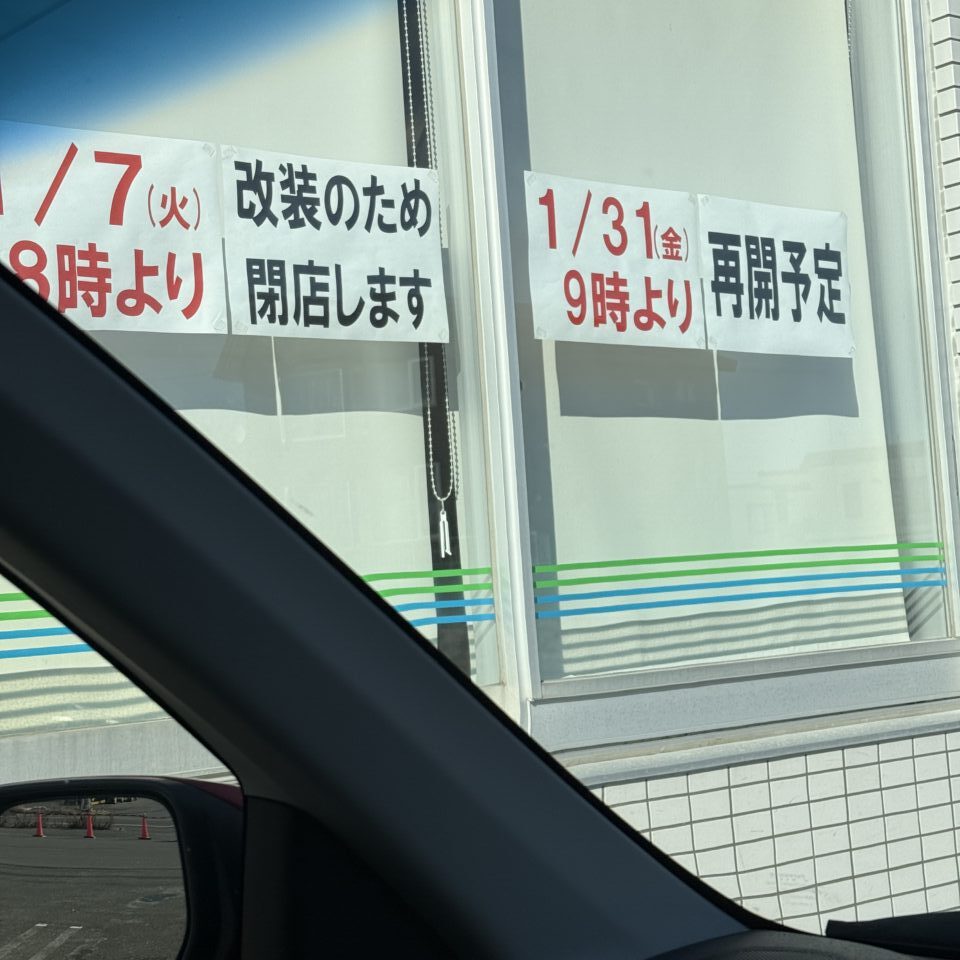 1/7(火)
8時より
改装のため
閉店します
1/31(金)
9時より
再開予定